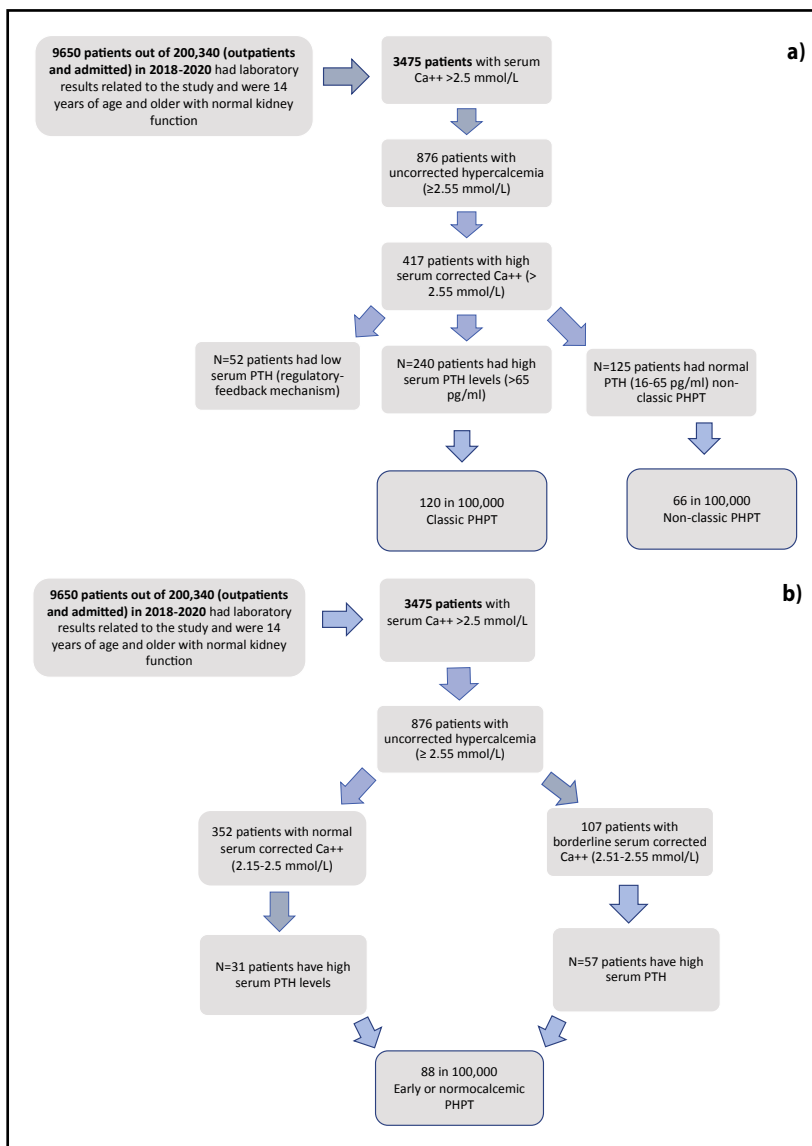 9650 patients out of 200,340 (outpatients
and admitted) in 2018-2020 had laboratory
results related to the study and were 14
years of age and older with normal kidney
function
3475 patients with serum
Ca++ >2.5 mmol/L
a)
876 patients with
uncorrected hypercalcemia
(≥2.55 mmol/L)
417 patients with high
serum corrected Ca++ (>
2.55 mmol/L)
N=52 patients had low
serum PTH (regulatory-
feedback mechanism)
N=240 patients had high
serum PTH levels (>65
pg/ml)
N=125 patients had normal
PTH (16-65 pg/ml) non-
classic PHPT
120 in 100,000
Classic PHPT
66 in 100,000
Non-classic PHPT
9650 patients out of 200,340 (outpatients
and admitted) in 2018-2020 had laboratory
results related to the study and were 14
years of age and older with normal kidney
function
3475 patients with
serum Ca++ >2.5 mmol/L
b)
876 patients with
uncorrected hypercalcemia
(≥ 2.55 mmol/L)
352 patients with normal
serum corrected Ca++
(2.15-2.5 mmol/L)
107 patients with
borderline serum corrected
Ca++ (2.51-2.55 mmol/L)
N=31 patients have high
serum PTH levels
N=57 patients have high
serum PTH
88 in 100,000
Early or normocalcemic
PHPT